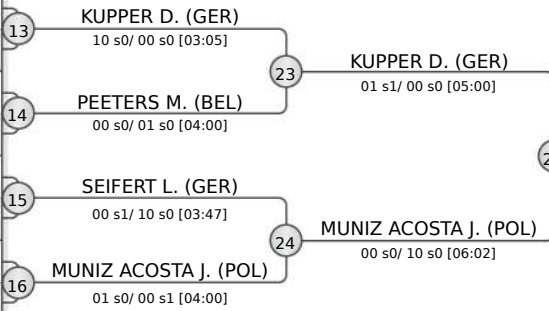 13
KUPPER D. (GER)
10 s0/ 00 s0 [03:05]
23
KUPPER D. (GER)
01 s1/ 00 s0 [05:00]
14
PEETERS M. (BEL)
00 s0/ 01 s0 [04:00]
15
SEIFERT L. (GER)
00 s1/ 10 s0 [03:47]
24
MUNIZ ACOSTA J. (POL)
00 s0/ 10 s0 [06:02]
16
MUNIZ ACOSTA J. (POL)
01 s0/ 00 s1 [04:00]